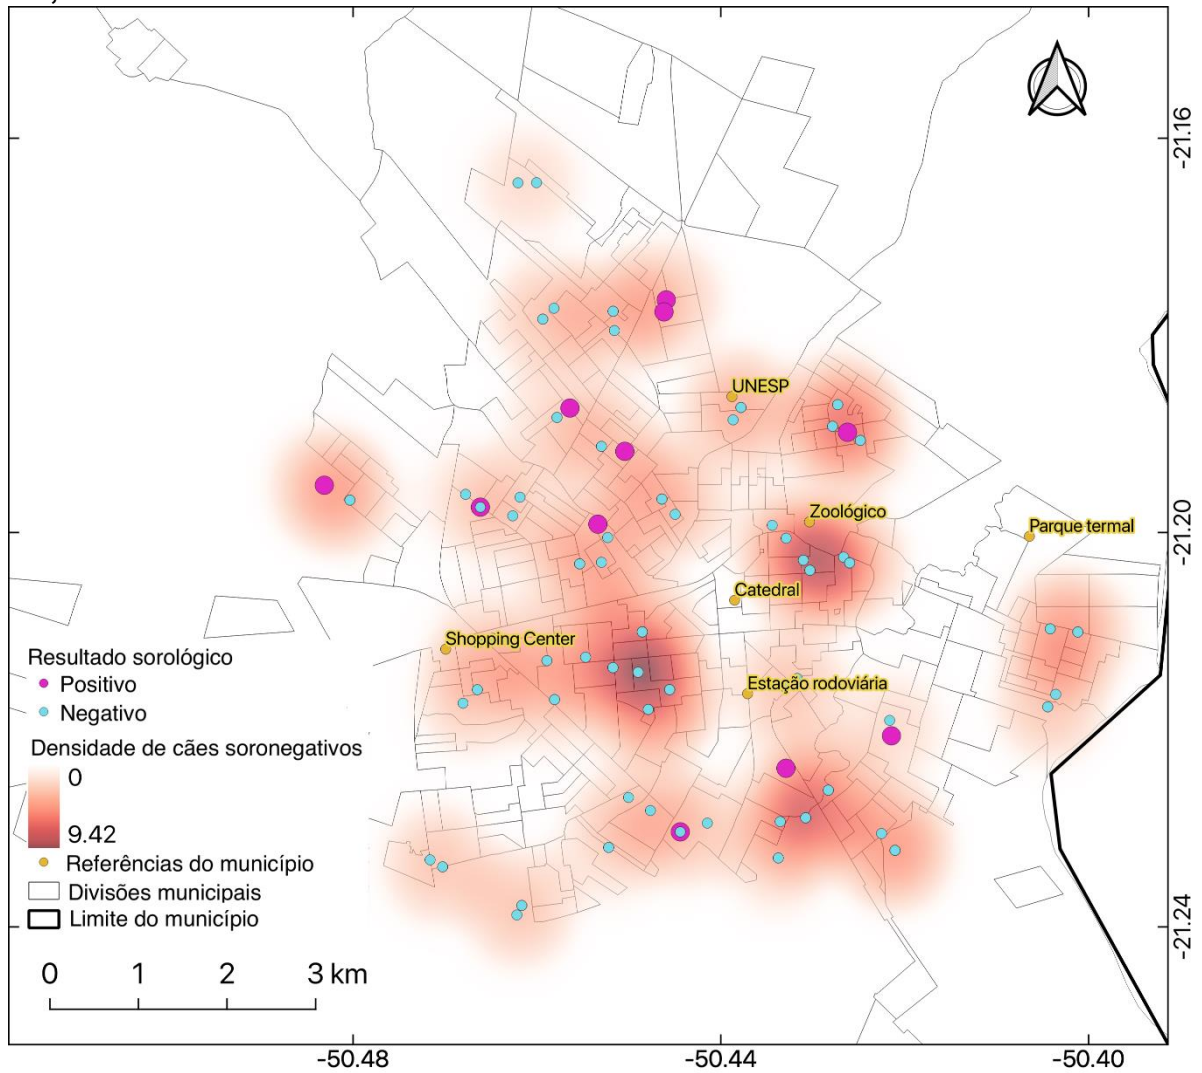 -21.16
UNESP
Zoológico
-21.20
Parque termal
Catedral
Shopping Center
Resultado sorológico
Positivo
Estação rodoviária
Negativo
Densidade de cães soronegativos
0
9.42
Referências do município
Divisões municipais
Limite do município
-21.24
0 1 2 3 km
-50.48 -50.44 -50.40